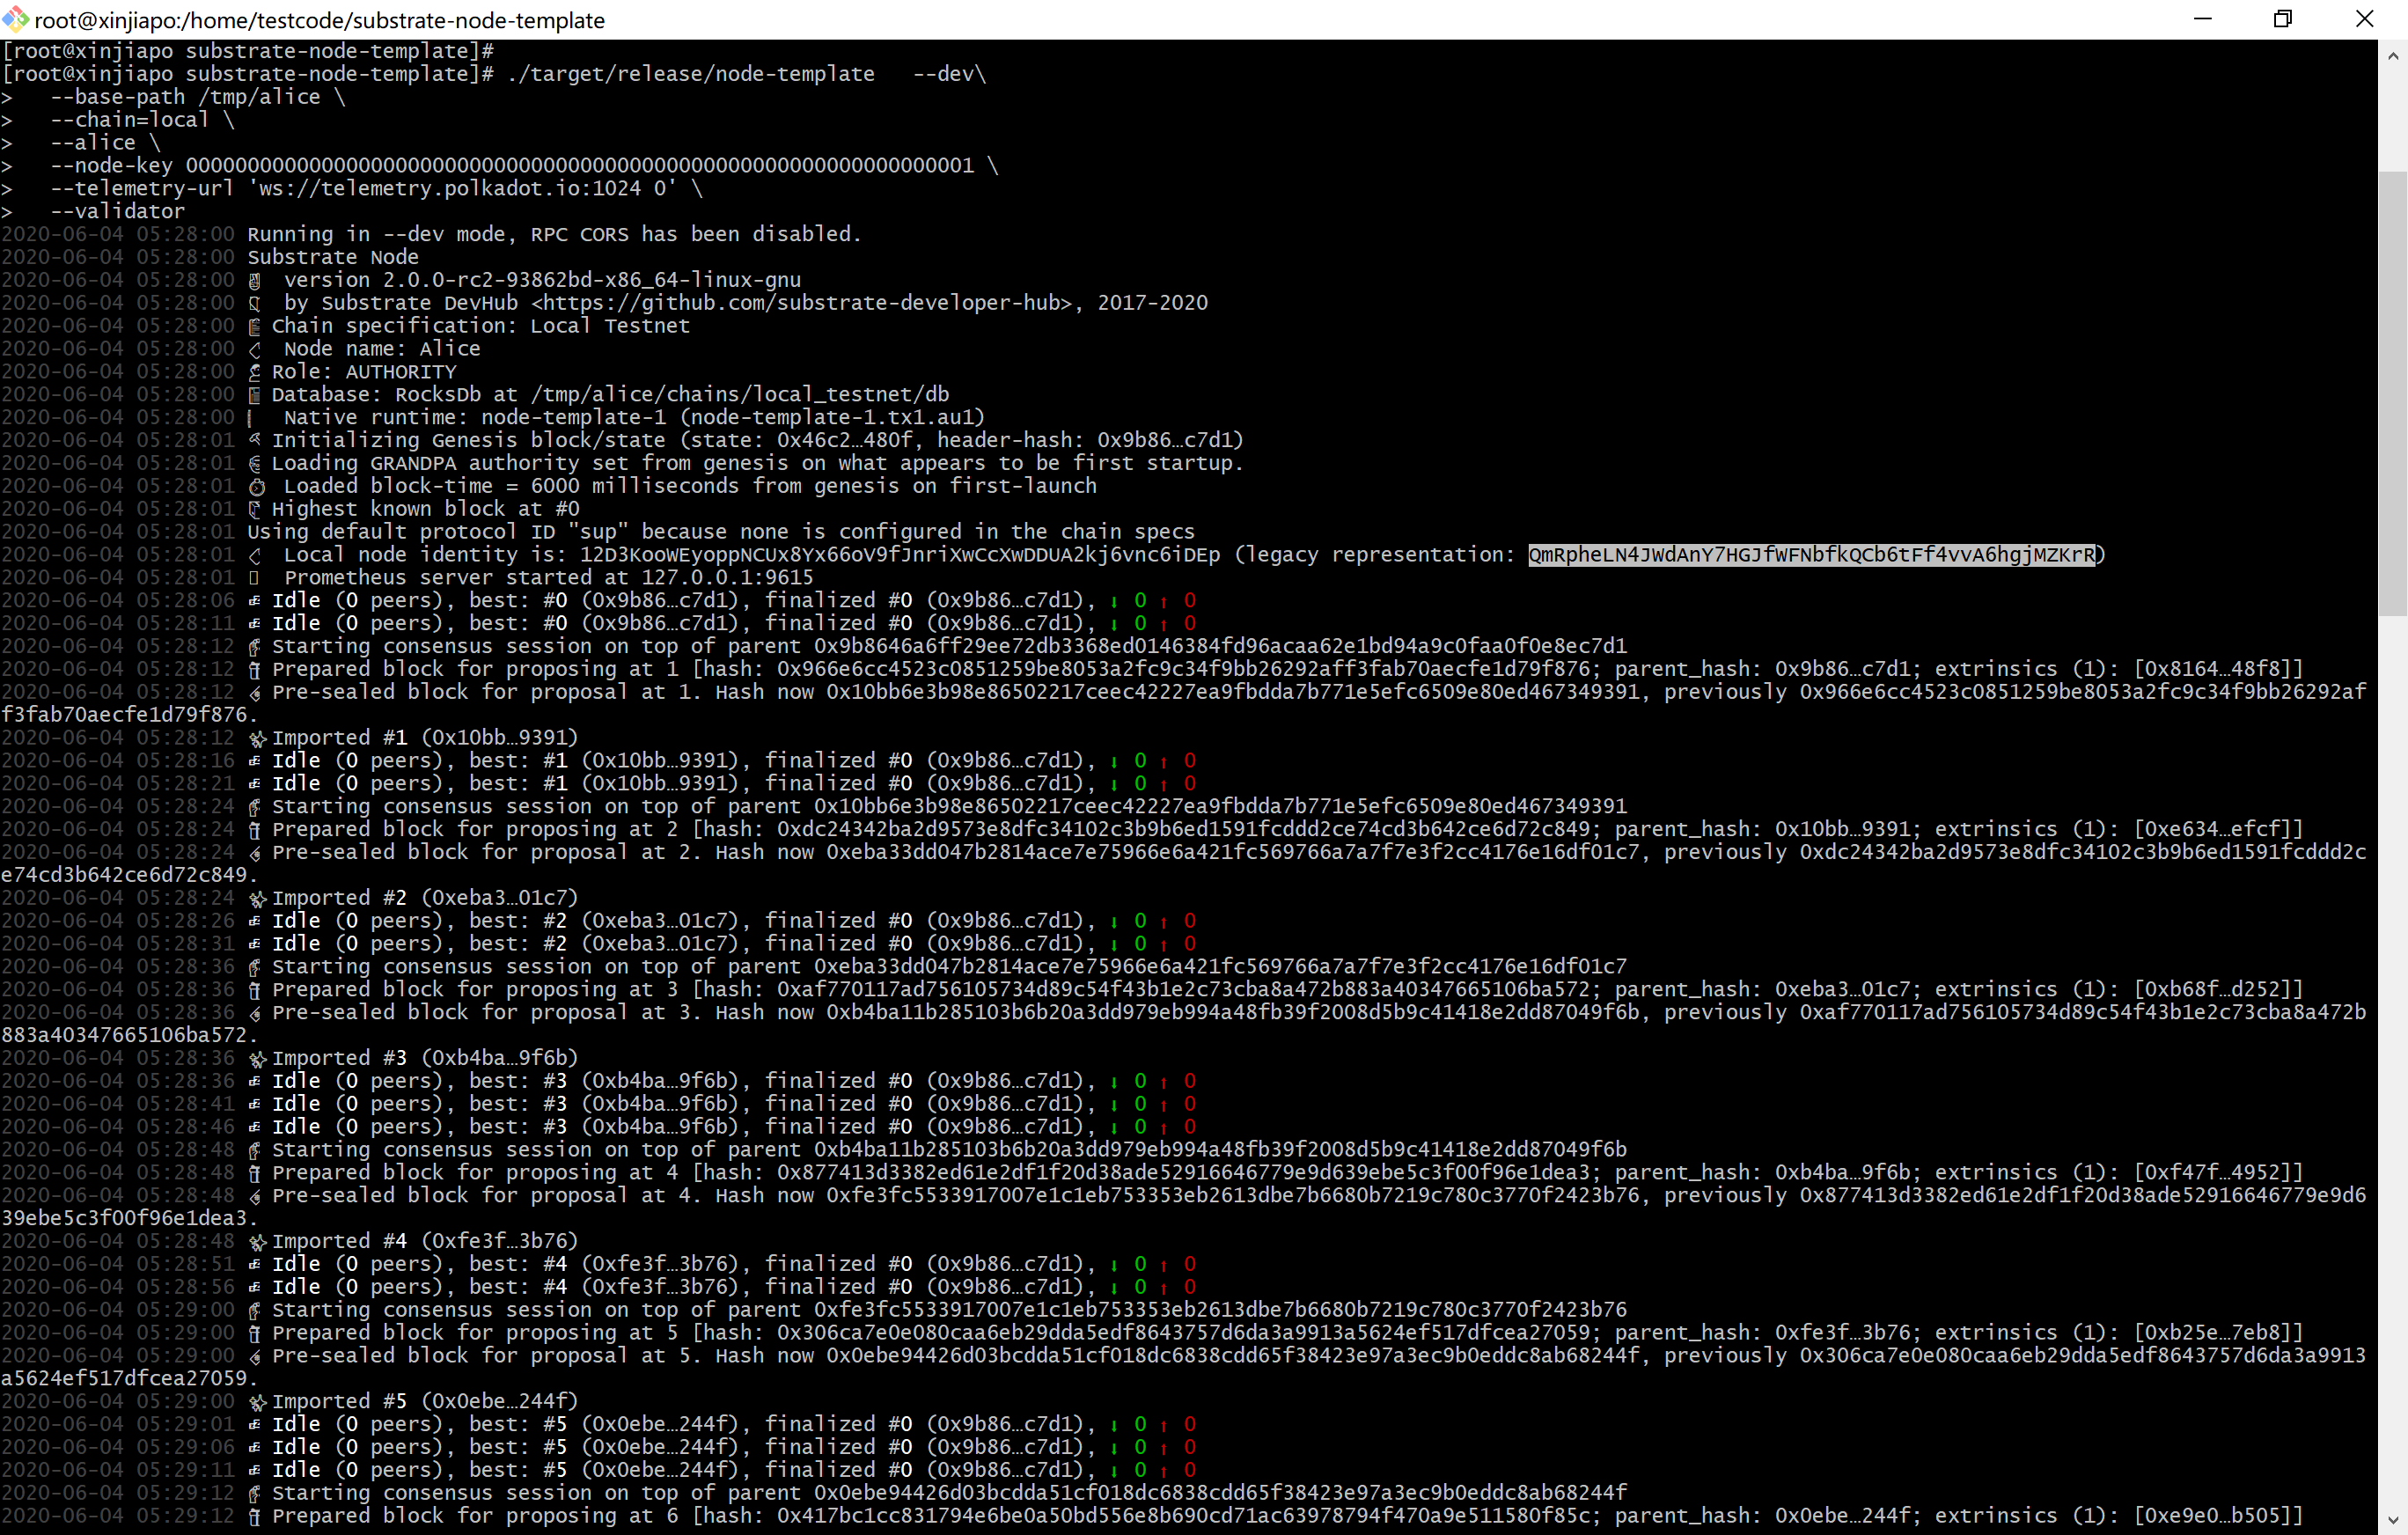 root@xinjiapo:/home/testcode/substrate-node-template
[root@xinjiapo substrate-node-template]#
[root@xinjiapo substrate-node-template]# ./target/release/node-template   --dev\
>   --base-path /tmp/alice \
>   --chain=local \
>   --alice \
>   --node-key 0000000000000000000000000000000000000000000000000000000000000001 \
>   --telemetry-url 'ws://telemetry.polkadot.io:1024 0' \
>   --validator
2020-06-04 05:28:00 Running in --dev mode, RPC CORS has been disabled.
2020-06-04 05:28:00 Substrate Node
2020-06-04 05:28:00   version 2.0.0-rc2-93862bd-x86_64-linux-gnu
2020-06-04 05:28:00   by Substrate DevHub <https://github.com/substrate-developer-hub>, 2017-2020
2020-06-04 05:28:00 Chain specification: Local Testnet
2020-06-04 05:28:00   Node name: Alice
2020-06-04 05:28:00 Role: AUTHORITY
2020-06-04 05:28:00 Database: RocksDb at /tmp/alice/chains/local_testnet/db
2020-06-04 05:28:00   Native runtime: node-template-1 (node-template-1.tx1.au1)
2020-06-04 05:28:01 Initializing Genesis block/state (state: 0x46c2…480f, header-hash: 0x9b86…c7d1)
2020-06-04 05:28:01 Loading GRANDPA authority set from genesis on what appears to be first startup.
2020-06-04 05:28:01   Loaded block-time = 6000 milliseconds from genesis on first-launch
2020-06-04 05:28:01 Highest known block at #0
2020-06-04 05:28:01 Using default protocol ID "sup" because none is configured in the chain specs
2020-06-04 05:28:01   Local node identity is: 12D3KooWEyoppNCUx8Yx66oV9fJnriXwCcXwDDUA2kj6vnc6iDEp (legacy representation: QmRpheLN4JWdAnY7HGJfWFNbfkQCb6tFf4vvA6hgjMZKrR)
2020-06-04 05:28:01   Prometheus server started at 127.0.0.1:9615
2020-06-04 05:28:06 Idle (0 peers), best: #0 (0x9b86…c7d1), finalized #0 (0x9b86…c7d1), ↓ 0 ↑ 0
2020-06-04 05:28:11 Idle (0 peers), best: #0 (0x9b86…c7d1), finalized #0 (0x9b86…c7d1), ↓ 0 ↑ 0
2020-06-04 05:28:12 Starting consensus session on top of parent 0x9b8646a6ff29ee72db3368ed0146384fd96acaa62e1bd94a9c0faa0f0e8ec7d1
2020-06-04 05:28:12 Prepared block for proposing at 1 [hash: 0x966e6cc4523c0851259be8053a2fc9c34f9bb26292aff3fab70aecfe1d79f876; parent_hash: 0x9b86…c7d1; extrinsics (1): [0x8164…48f8]]
2020-06-04 05:28:12 Pre-sealed block for proposal at 1. Hash now 0x10bb6e3b98e86502217ceec42227ea9fbdda7b771e5efc6509e80ed467349391, previously 0x966e6cc4523c0851259be8053a2fc9c34f9bb26292af
f3fab70aecfe1d79f876.
2020-06-04 05:28:12 Imported #1 (0x10bb…9391)
2020-06-04 05:28:16 Idle (0 peers), best: #1 (0x10bb…9391), finalized #0 (0x9b86…c7d1), ↓ 0 ↑ 0
2020-06-04 05:28:21 Idle (0 peers), best: #1 (0x10bb…9391), finalized #0 (0x9b86…c7d1), ↓ 0 ↑ 0
2020-06-04 05:28:24 Starting consensus session on top of parent 0x10bb6e3b98e86502217ceec42227ea9fbdda7b771e5efc6509e80ed467349391
2020-06-04 05:28:24 Prepared block for proposing at 2 [hash: 0xdc24342ba2d9573e8dfc34102c3b9b6ed1591fcddd2ce74cd3b642ce6d72c849; parent_hash: 0x10bb…9391; extrinsics (1): [0xe634…efcf]]
2020-06-04 05:28:24 Pre-sealed block for proposal at 2. Hash now 0xeba33dd047b2814ace7e75966e6a421fc569766a7a7f7e3f2cc4176e16df01c7, previously 0xdc24342ba2d9573e8dfc34102c3b9b6ed1591fcddd2c
e74cd3b642ce6d72c849.
2020-06-04 05:28:24 Imported #2 (0xeba3…01c7)
2020-06-04 05:28:26 Idle (0 peers), best: #2 (0xeba3…01c7), finalized #0 (0x9b86…c7d1), ↓ 0 ↑ 0
2020-06-04 05:28:31 Idle (0 peers), best: #2 (0xeba3…01c7), finalized #0 (0x9b86…c7d1), ↓ 0 ↑ 0
2020-06-04 05:28:36 Starting consensus session on top of parent 0xeba33dd047b2814ace7e75966e6a421fc569766a7a7f7e3f2cc4176e16df01c7
2020-06-04 05:28:36 Prepared block for proposing at 3 [hash: 0xaf770117ad756105734d89c54f43b1e2c73cba8a472b883a40347665106ba572; parent_hash: 0xeba3…01c7; extrinsics (1): [0xb68f…d252]]
2020-06-04 05:28:36 Pre-sealed block for proposal at 3. Hash now 0xb4ba11b285103b6b20a3dd979eb994a48fb39f2008d5b9c41418e2dd87049f6b, previously 0xaf770117ad756105734d89c54f43b1e2c73cba8a472b
883a40347665106ba572.
2020-06-04 05:28:36 Imported #3 (0xb4ba…9f6b)
2020-06-04 05:28:36 Idle (0 peers), best: #3 (0xb4ba…9f6b), finalized #0 (0x9b86…c7d1), ↓ 0 ↑ 0
2020-06-04 05:28:41 Idle (0 peers), best: #3 (0xb4ba…9f6b), finalized #0 (0x9b86…c7d1), ↓ 0 ↑ 0
2020-06-04 05:28:46 Idle (0 peers), best: #3 (0xb4ba…9f6b), finalized #0 (0x9b86…c7d1), ↓ 0 ↑ 0
2020-06-04 05:28:48 Starting consensus session on top of parent 0xb4ba11b285103b6b20a3dd979eb994a48fb39f2008d5b9c41418e2dd87049f6b
2020-06-04 05:28:48 Prepared block for proposing at 4 [hash: 0x877413d3382ed61e2df1f20d38ade52916646779e9d639ebe5c3f00f96e1dea3; parent_hash: 0xb4ba…9f6b; extrinsics (1): [0xf47f…4952]]
2020-06-04 05:28:48 Pre-sealed block for proposal at 4. Hash now 0xfe3fc5533917007e1c1eb753353eb2613dbe7b6680b7219c780c3770f2423b76, previously 0x877413d3382ed61e2df1f20d38ade52916646779e9d6
39ebe5c3f00f96e1dea3.
2020-06-04 05:28:48 Imported #4 (0xfe3f…3b76)
2020-06-04 05:28:51 Idle (0 peers), best: #4 (0xfe3f…3b76), finalized #0 (0x9b86…c7d1), ↓ 0 ↑ 0
2020-06-04 05:28:56 Idle (0 peers), best: #4 (0xfe3f…3b76), finalized #0 (0x9b86…c7d1), ↓ 0 ↑ 0
2020-06-04 05:29:00 Starting consensus session on top of parent 0xfe3fc5533917007e1c1eb753353eb2613dbe7b6680b7219c780c3770f2423b76
2020-06-04 05:29:00 Prepared block for proposing at 5 [hash: 0x306ca7e0e080caa6eb29dda5edf8643757d6da3a9913a5624ef517dfcea27059; parent_hash: 0xfe3f…3b76; extrinsics (1): [0xb25e…7eb8]]
2020-06-04 05:29:00 Pre-sealed block for proposal at 5. Hash now 0x0ebe94426d03bcdda51cf018dc6838cdd65f38423e97a3ec9b0eddc8ab68244f, previously 0x306ca7e0e080caa6eb29dda5edf8643757d6da3a9913
a5624ef517dfcea27059.
2020-06-04 05:29:00 Imported #5 (0x0ebe…244f)
2020-06-04 05:29:01 Idle (0 peers), best: #5 (0x0ebe…244f), finalized #0 (0x9b86…c7d1), ↓ 0 ↑ 0
2020-06-04 05:29:06 Idle (0 peers), best: #5 (0x0ebe…244f), finalized #0 (0x9b86…c7d1), ↓ 0 ↑ 0
2020-06-04 05:29:11 Idle (0 peers), best: #5 (0x0ebe…244f), finalized #0 (0x9b86…c7d1), ↓ 0 ↑ 0
2020-06-04 05:29:12 Starting consensus session on top of parent 0x0ebe94426d03bcdda51cf018dc6838cdd65f38423e97a3ec9b0eddc8ab68244f
2020-06-04 05:29:12 Prepared block for proposing at 6 [hash: 0x417bc1cc831794e6be0a50bd556e8b690cd71ac63978794f470a9e511580f85c; parent_hash: 0x0ebe…244f; extrinsics (1): [0xe9e0…b505]]